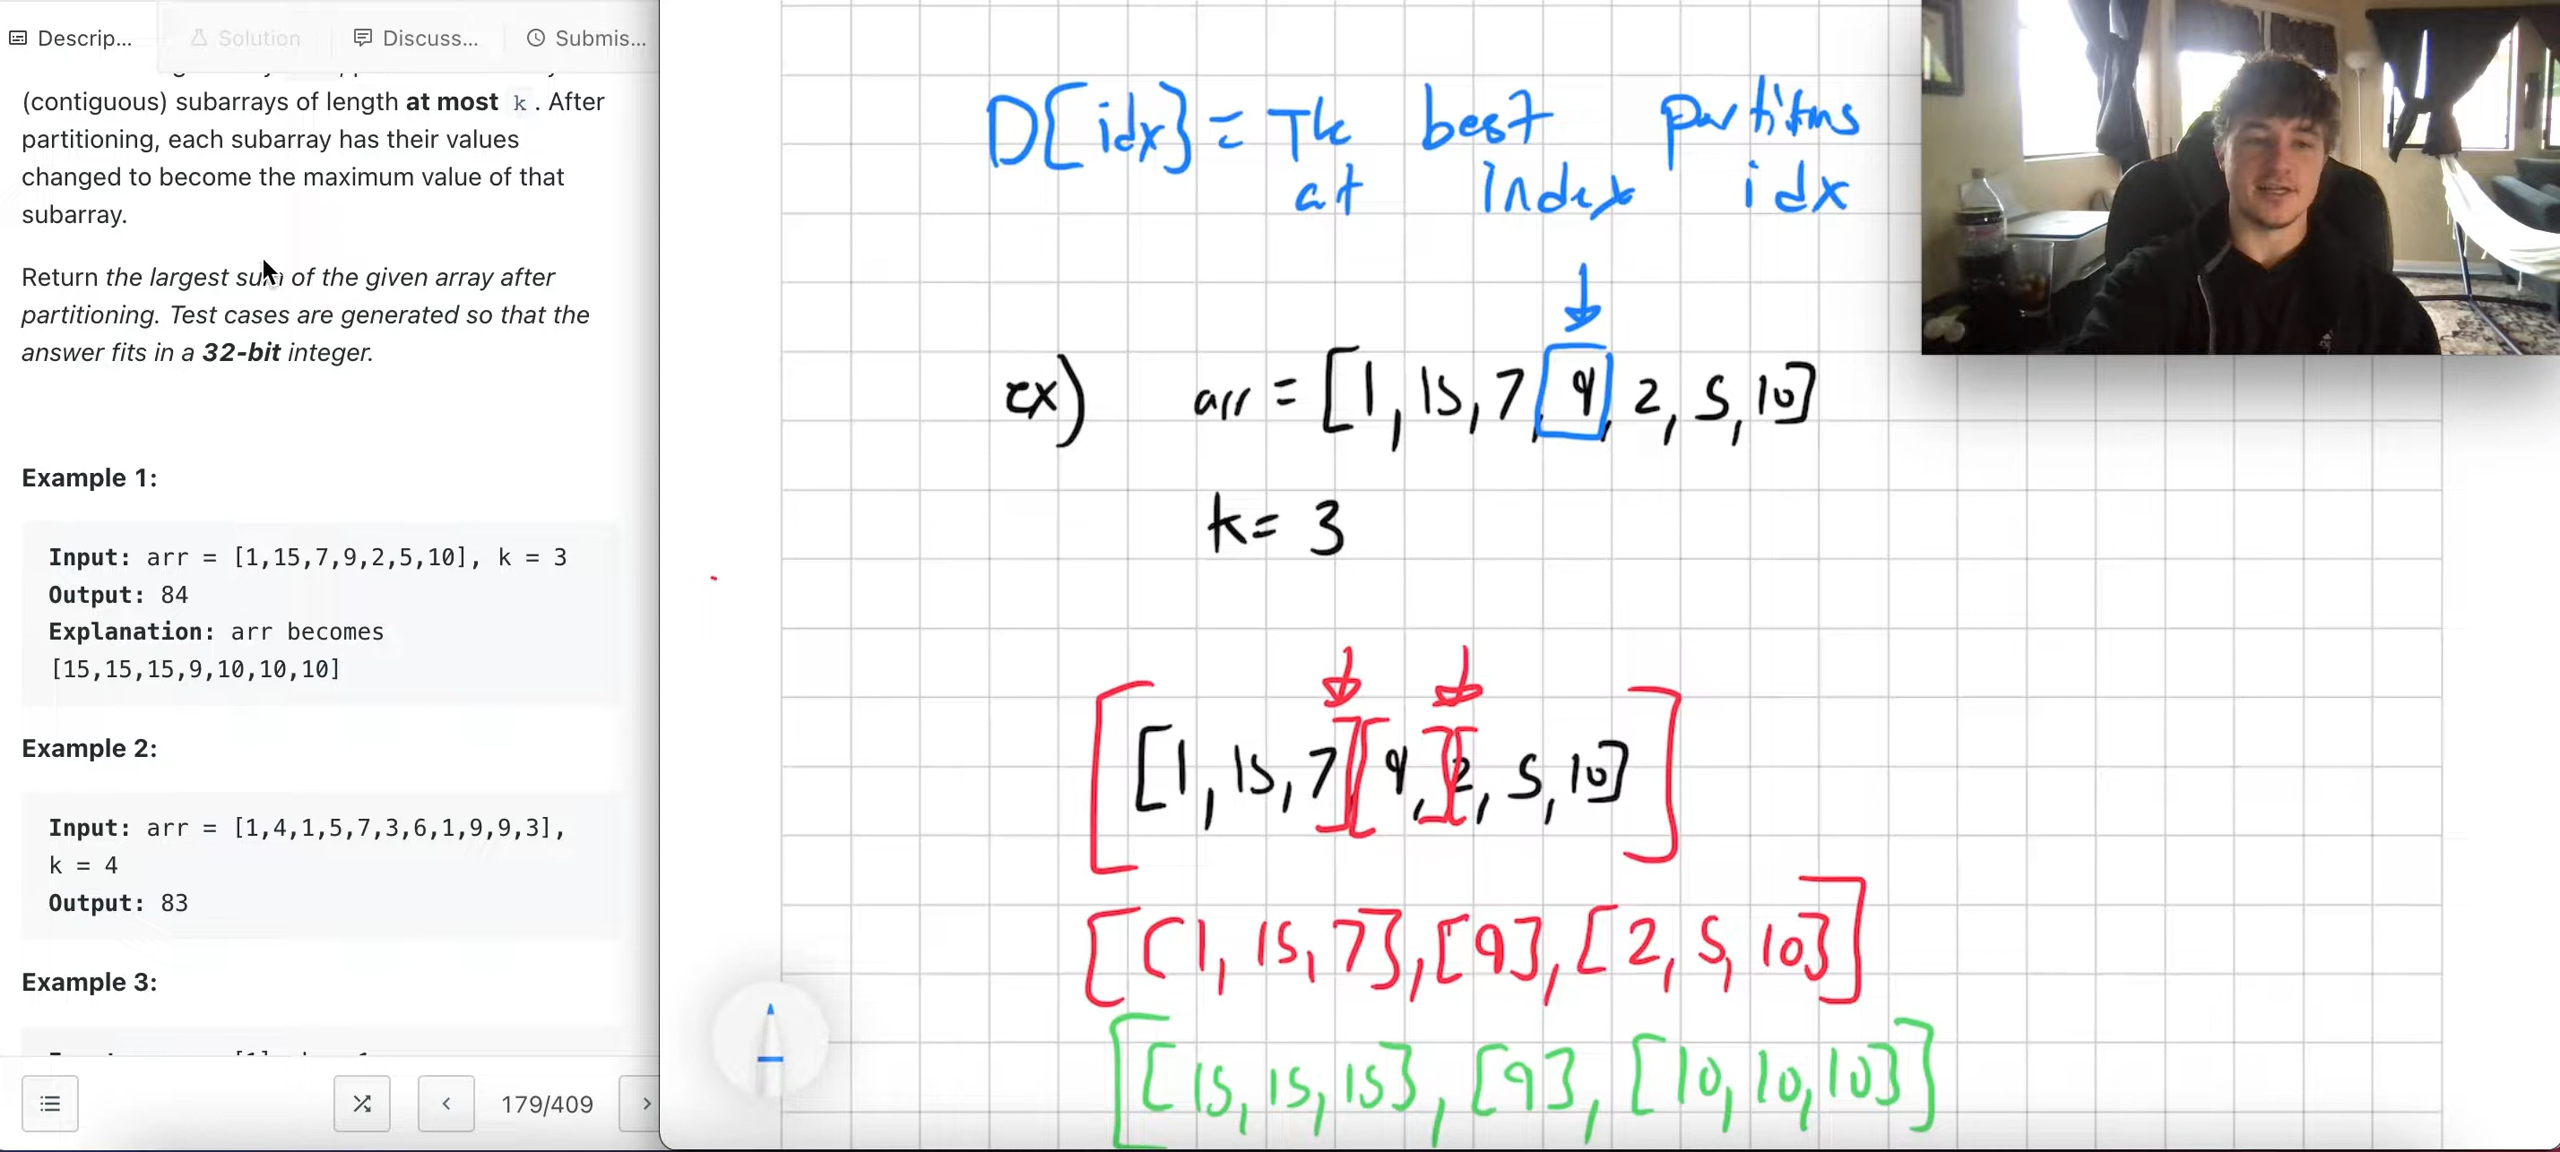 Descrip...
Solution
Discuss...
Submis...
(contiguous) subarrays of length at most k . After
partitioning, each subarray has their values
changed to become the maximum value of that
subarray.
Return the largest sum of the given array after
partitioning. Test cases are generated so that the
answer fits in a 32-bit integer.
Example 1:
Input: arr = [1,15,7,9,2,5,10], k = 3
Output: 84
Explanation: arr becomes
[15,15,15,9,10,10,10]
Example 2:
Input: arr = [1,4,1,5,7,3,6,1,9,9,3],
k = 4
Output: 83
Example 3:
179/409
D[idx] = The best partitions
at index idx
ex) arr = [1, 15, 7, 9, 2, 5, 10]
k = 3
[[1, 15, 7][9, ][2, 5, 10]]
[[1, 15, 7], [9], [2, 5, 10]]
[[15, 15, 15], [9], [10, 10, 10]]